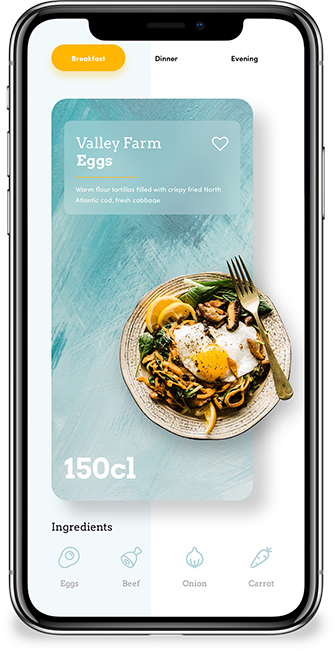 Breakfast
Dinner
Evening
Valley Farm
Eggs
Warm flour tortillas filled with crispy fried North
Atlantic cod, fresh cabbage
150cl
Ingredients
Eggs
Beef
Onion
Carrot